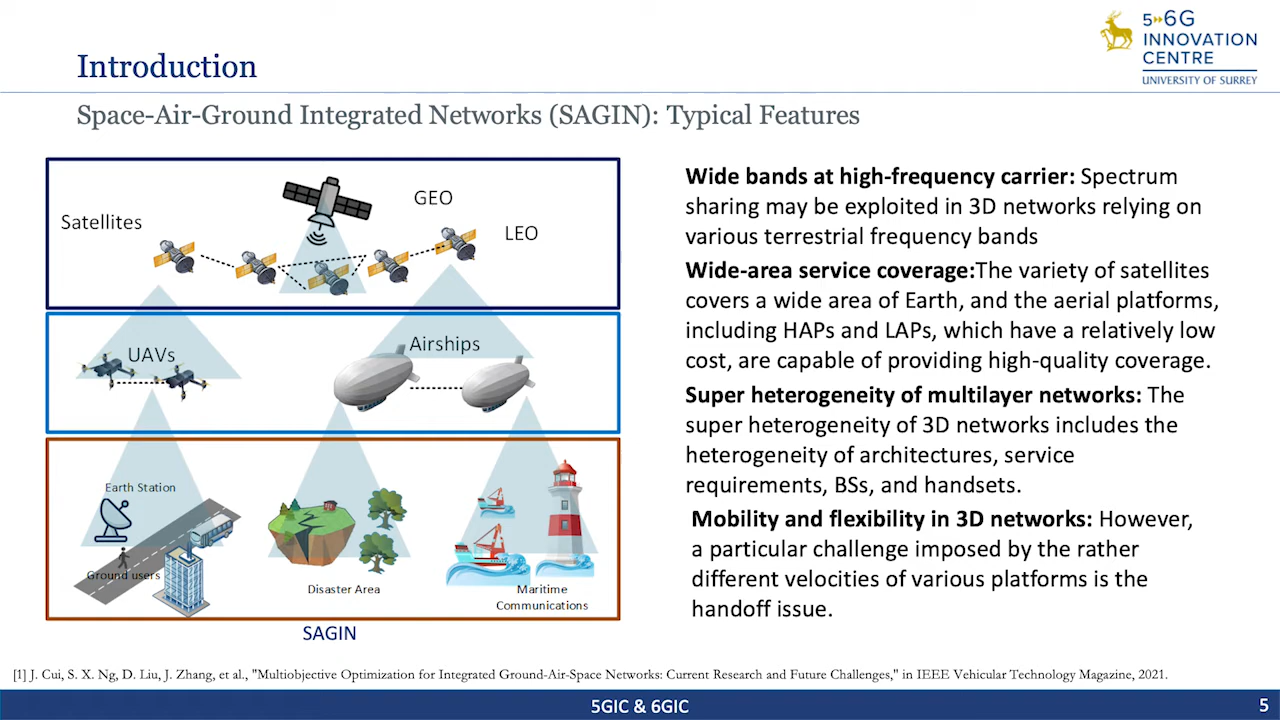 5G 6G
INNOVATION
CENTRE
UNIVERSITY OF SURREY
Introduction
Space-Air-Ground Integrated Networks (SAGIN): Typical Features
Satellites
GEO
LEO
UAVs
Airships
Earth Station
Ground users
Disaster Area
Maritime
Communications
SAGIN
Wide bands at high-frequency carrier: Spectrum
sharing may be exploited in 3D networks relying on
various terrestrial frequency bands
Wide-area service coverage:The variety of satellites
covers a wide area of Earth, and the aerial platforms,
including HAPs and LAPs, which have a relatively low
cost, are capable of providing high-quality coverage.
Super heterogeneity of multilayer networks: The
super heterogeneity of 3D networks includes the
heterogeneity of architectures, service
requirements, BSs, and handsets.
Mobility and flexibility in 3D networks: However,
a particular challenge imposed by the rather
different velocities of various platforms is the
handoff issue.
[1] J. Cui, S. X. Ng, D. Liu, J. Zhang, et al., "Multiobjective Optimization for Integrated Ground-Air-Space Networks: Current Research and Future Challenges," in IEEE Vehicular Technology Magazine, 2021.
5GIC & 6GIC
5